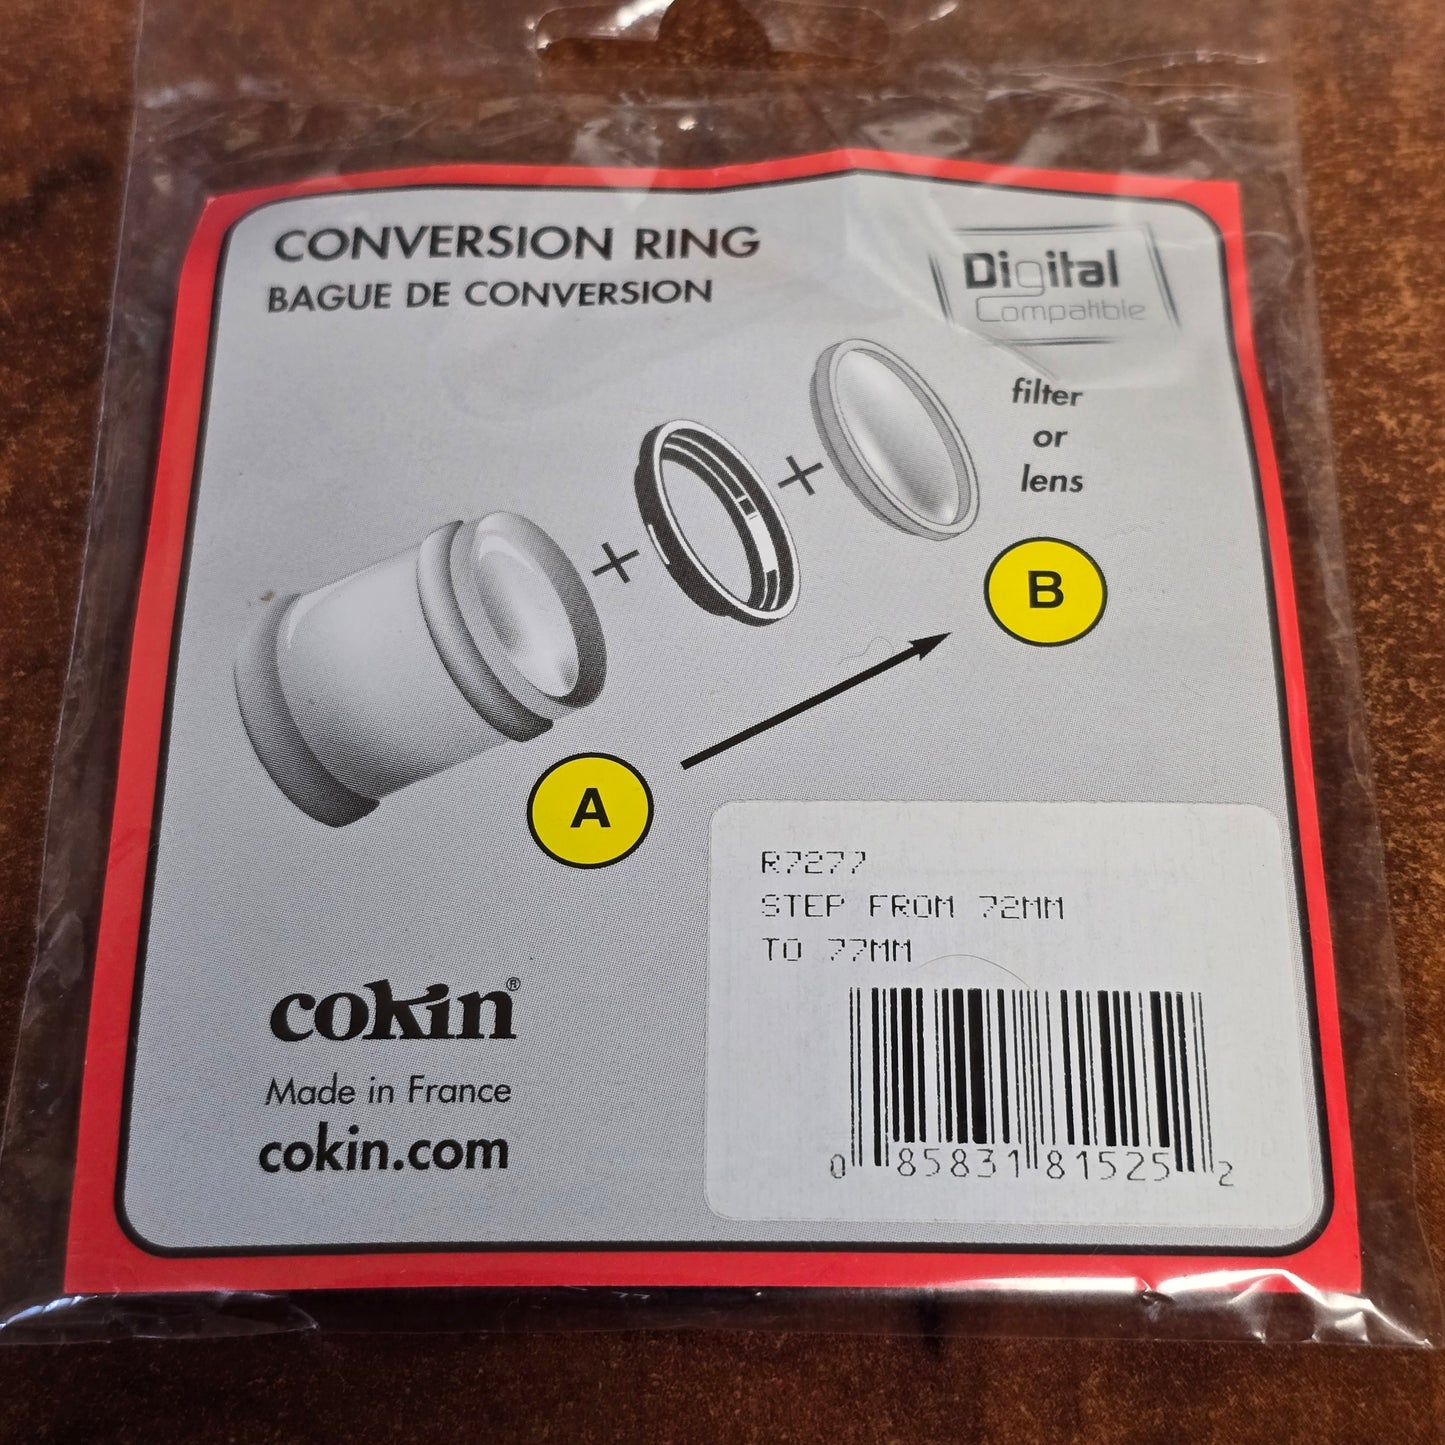 CONVERSION RING
BAGUE DE CONVERSION
Digital
Compatible
filter
or
lens
B
A
R7277
STEP FROM 72MM
TO 77MM
cokin®
Made in France
cokin.com
0 85831 81525 2